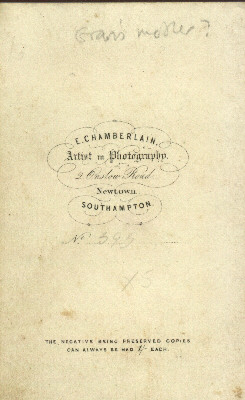 mother?
E. CHAMBERLAIN,
Artist in Photography.
2 Onslow Road
Newtown
SOUTHAMPTON.
No
THE NEGATIVE BEING PRESERVED COPIES
CAN ALWAYS BE HAD 1/- EACH.